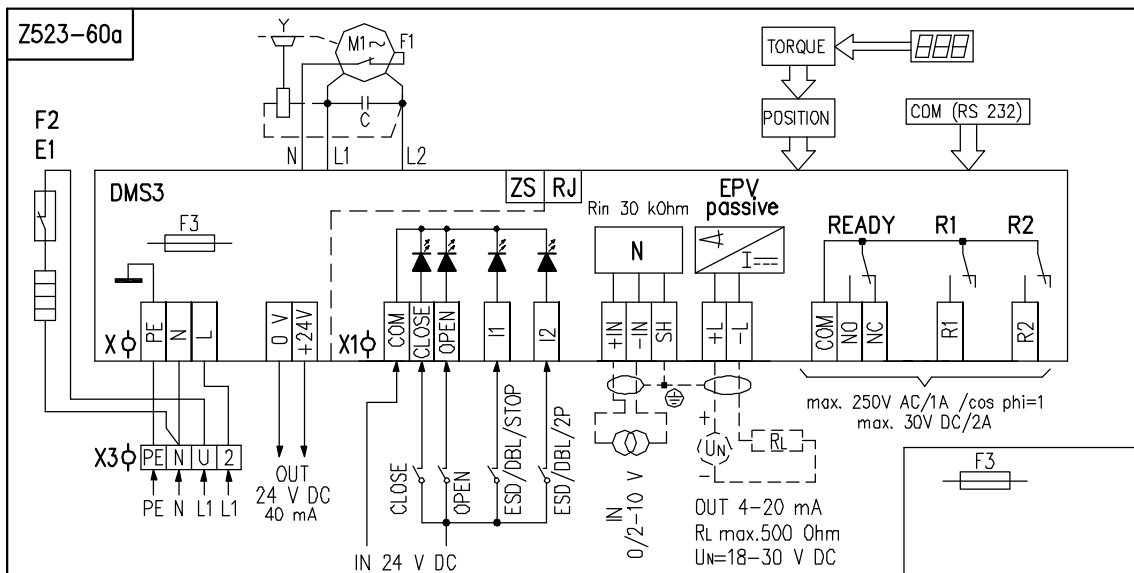 Z523-60a
Y
M1~
F1
C
N
L1
L2
TORQUE
POSITION
COM (RS 232)
F2
E1
DMS3
ZS
RJ
F3
EPV
passive
Rin 30 kOhm
N
I
READY
R1
R2
X
PE
N
L
0 V
+24V
X1
COM
CLOSE
OPEN
I1
I2
+IN
-IN
SH
+L
-L
COM
NO
NC
R1
R2
max. 250V AC/1A /cos phi=1
max. 30V DC/2A
X3
PE
N
U
2
PE
N
L1
L1
OUT
24 V DC
40 mA
CLOSE
OPEN
ESD/DBL/STOP
ESD/DBL/2P
IN 24 V DC
IN
0/2-10 V
+
UN
-
RL
OUT 4-20 mA
RL max.500 Ohm
UN=18-30 V DC
F3